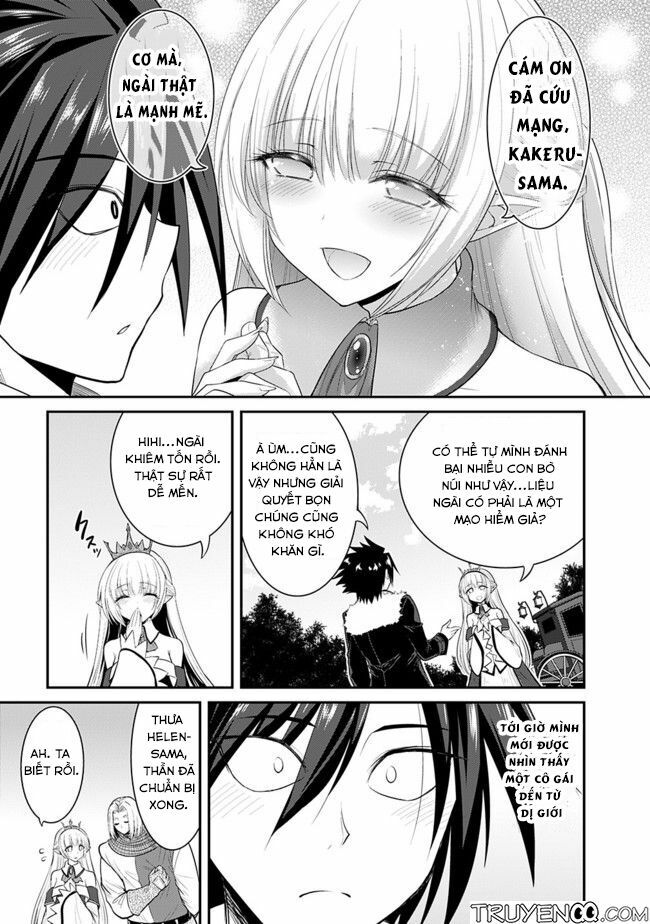 CÁM ƠN
ĐÃ CỨU
MẠNG,
KAKERU-
SAMA.
CƠ MÀ,
NGÀI THẬT
LÀ MẠNH MẼ.
CÓ THỂ TỰ MÌNH ĐÁNH
BẠI NHIỀU CON BÒ
NÚI NHƯ VẬY...LIỆU
NGÀI CÓ PHẢI LÀ MỘT
MẠO HIỂM GIẢ?
À ỪM...CŨNG
KHÔNG HẲN LÀ
VẬY NHƯNG GIẢI
QUYẾT BỌN
CHÚNG CŨNG
KHÔNG KHÓ
KHĂN GÌ.
HIHI...NGÀI
KHIÊM TỐN RỒI.
THẬT SỰ RẤT
DỄ MẾN.
クスッ
TỚI GIỜ MÌNH
MỚI ĐƯỢC
NHÌN THẤY
MỘT CÔ GÁI
ĐẾN TỪ
DỊ GIỚI
THƯA
HELEN-
SAMA,
THẦN ĐÃ
CHUẨN BỊ
XONG.
AH. TA
BIẾT RỒI.
TRUYEN00.COM